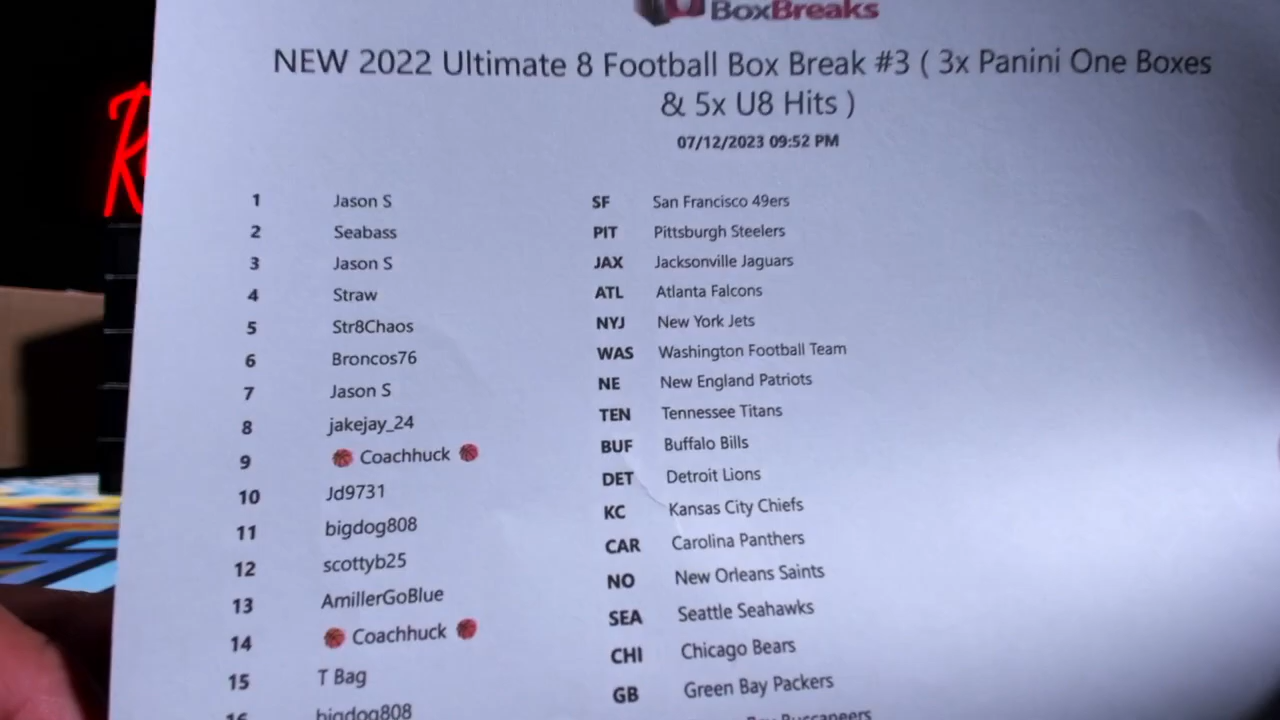 BoxBreaks
NEW 2022 Ultimate 8 Football Box Break #3 ( 3x Panini One Boxes
& 5x U8 Hits )
07/12/2023 09:52 PM
1 Jason S SF San Francisco 49ers
2 Seabass PIT Pittsburgh Steelers
3 Jason S JAX Jacksonville Jaguars
4 Straw ATL Atlanta Falcons
5 Str8Chaos NYJ New York Jets
6 Broncos76 WAS Washington Football Team
7 Jason S NE New England Patriots
8 jakejay_24 TEN Tennessee Titans
9 Coachhuck BUF Buffalo Bills
10 Jd9731 DET Detroit Lions
11 bigdog808 KC Kansas City Chiefs
12 scottyb25 CAR Carolina Panthers
13 AmillerGoBlue NO New Orleans Saints
14 Coachhuck SEA Seattle Seahawks
15 T Bag CHI Chicago Bears
16 bigdog808 GB Green Bay Packers
Bay Buccaneers